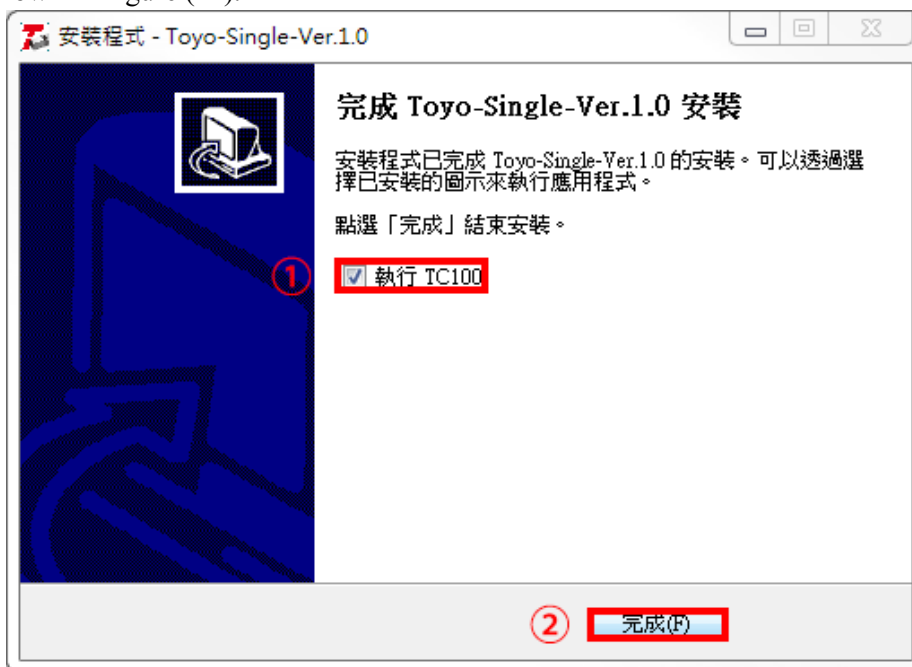 安裝程式 - Toyo-Single-Ver.1.0
完成 Toyo-Single-Ver.1.0 安裝
安裝程式已完成 Toyo-Single-Ver.1.0 的安裝。可以透過選
擇已安裝的圖示來執行應用程式。
點選「完成」結束安裝。
① 執行 TC100
② 完成(F)